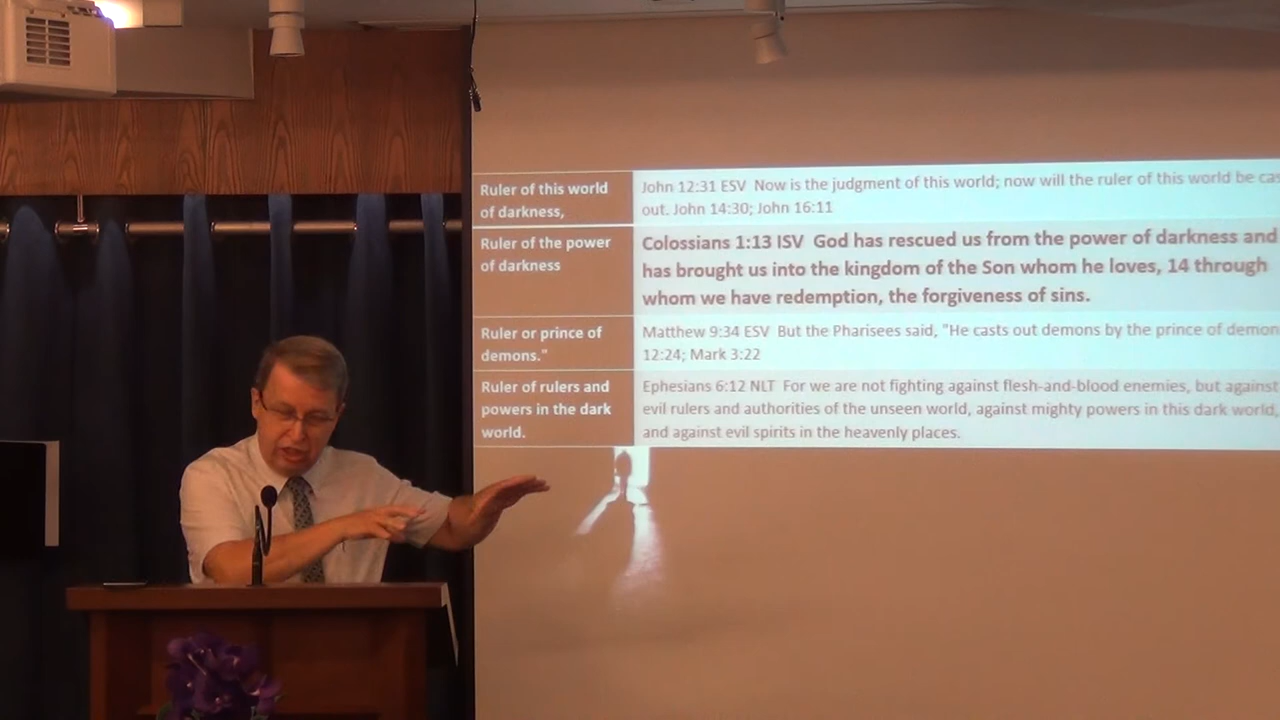 Ruler of this world
of darkness,
John 12:31 ESV Now is the judgment of this world; now will the ruler of this world be cas
out. John 14:30; John 16:11
Ruler of the power
of darkness
Colossians 1:13 ISV God has rescued us from the power of darkness and
has brought us into the kingdom of the Son whom he loves, 14 through
whom we have redemption, the forgiveness of sins.
Ruler or prince of
demons."
Matthew 9:34 ESV But the Pharisees said, "He casts out demons by the prince of demon
12:24; Mark 3:22
Ruler of rulers and
powers in the dark
world.
Ephesians 6:12 NLT For we are not fighting against flesh-and-blood enemies, but against
evil rulers and authorities of the unseen world, against mighty powers in this dark world,
and against evil spirits in the heavenly places.